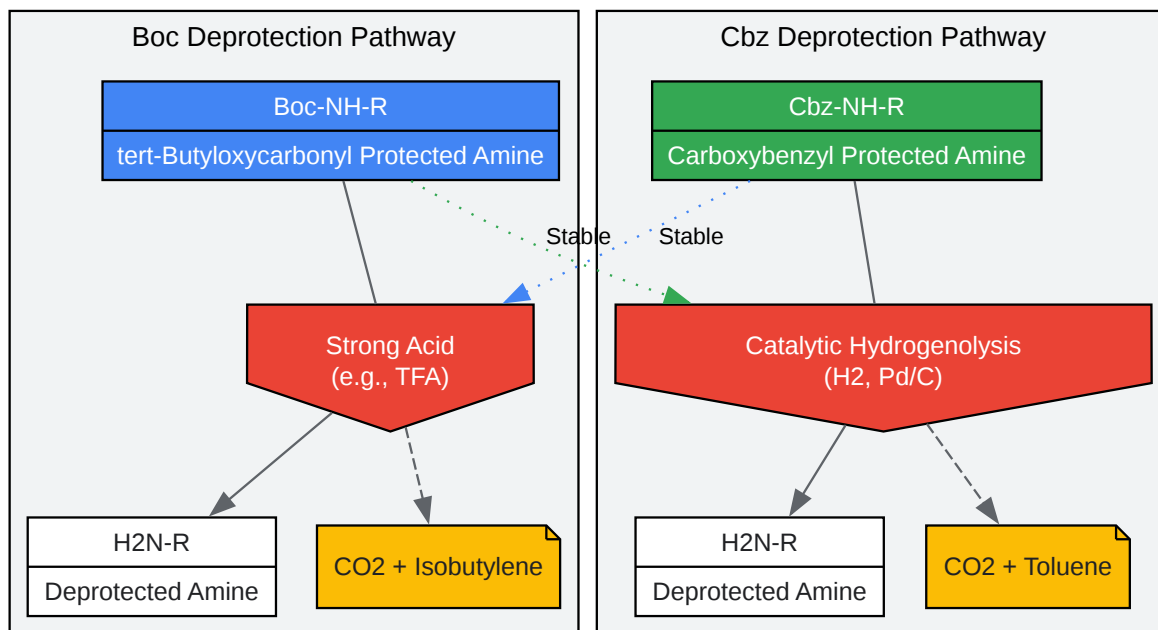 Boc Deprotection Pathway
Boc-NH-R
tert-Butyloxycarbonyl Protected Amine
Stable
Strong Acid
(e.g., TFA)
H2N-R
Deprotected Amine
CO2 + Isobutylene
Cbz Deprotection Pathway
Cbz-NH-R
Carboxybenzyl Protected Amine
Stable
Catalytic Hydrogenolysis
(H2, Pd/C)
H2N-R
Deprotected Amine
CO2 + Toluene